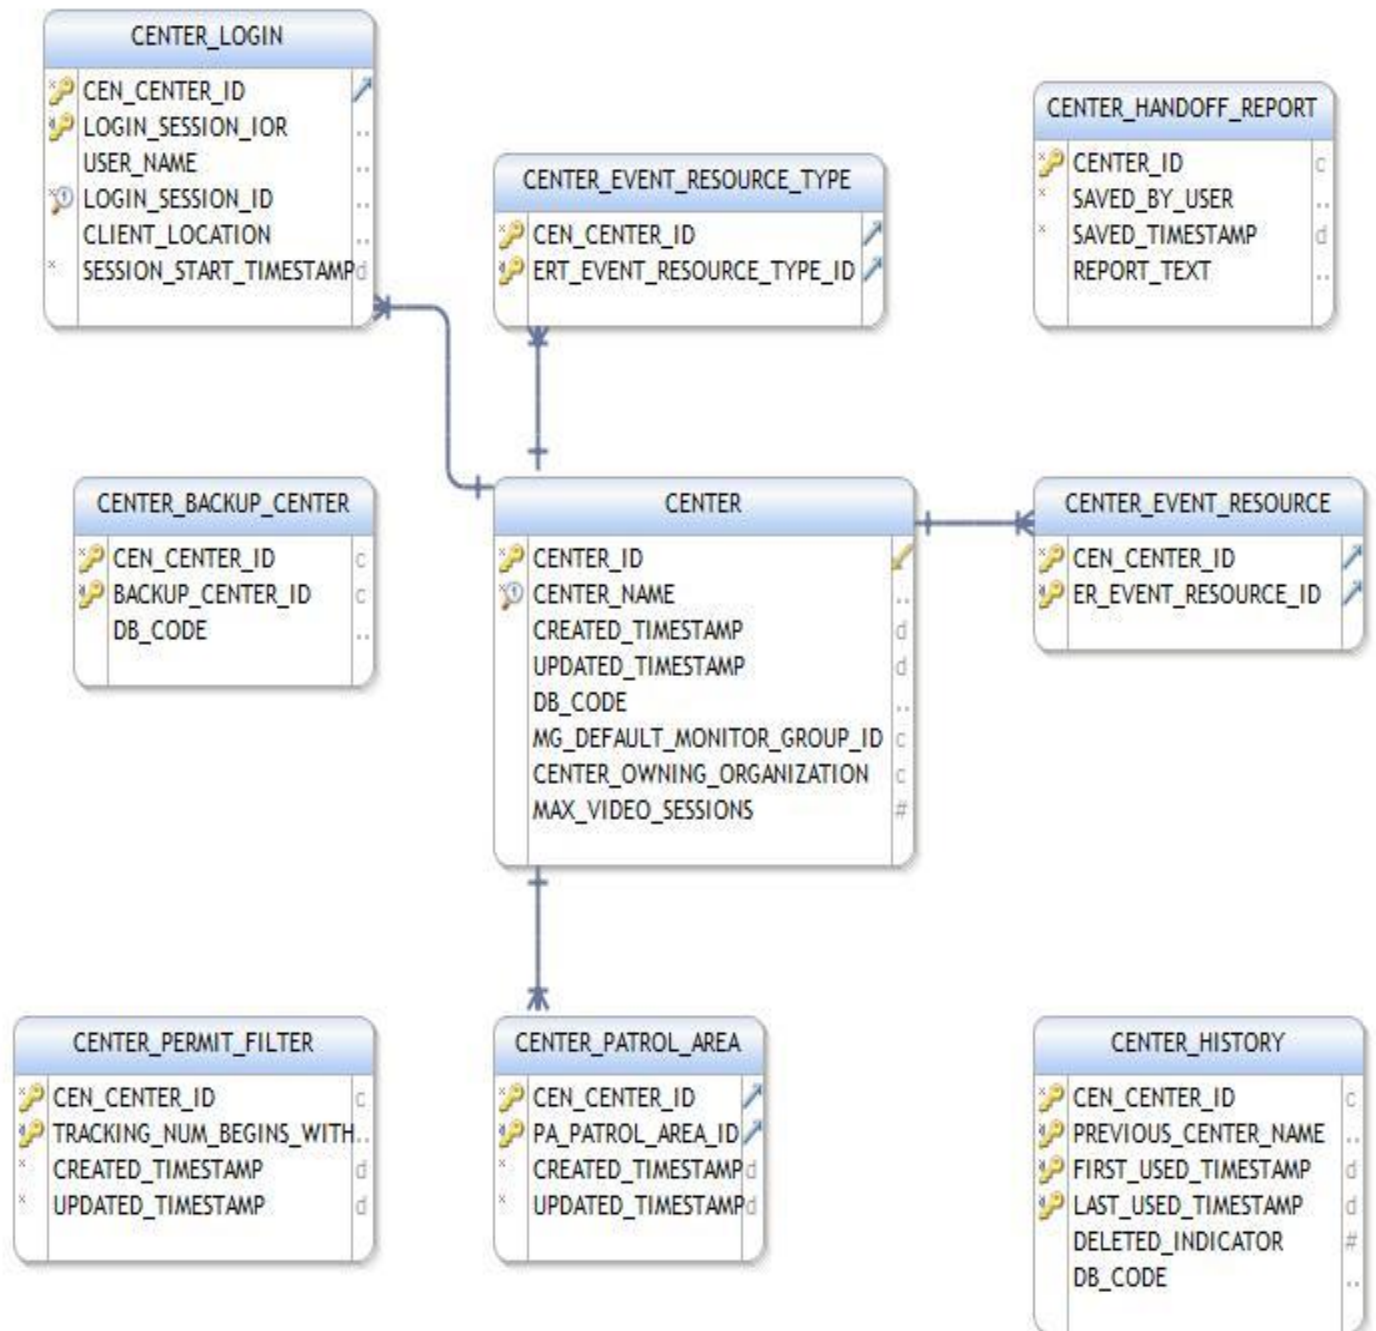 CENTER_LOGIN
CEN_CENTER_ID
LOGIN_SESSION_IOR
USER_NAME
LOGIN_SESSION_ID
CLIENT_LOCATION
SESSION_START_TIMESTAMP d
CENTER_EVENT_RESOURCE_TYPE
CEN_CENTER_ID
ERT_EVENT_RESOURCE_TYPE_ID
CENTER_HANDOFF_REPORT
CENTER_ID c
SAVED_BY_USER
SAVED_TIMESTAMP d
REPORT_TEXT
CENTER_BACKUP_CENTER
CEN_CENTER_ID c
BACKUP_CENTER_ID c
DB_CODE
CENTER
CENTER_ID
CENTER_NAME
CREATED_TIMESTAMP d
UPDATED_TIMESTAMP d
DB_CODE
MG_DEFAULT_MONITOR_GROUP_ID c
CENTER_OWNING_ORGANIZATION c
MAX_VIDEO_SESSIONS #
CENTER_EVENT_RESOURCE
CEN_CENTER_ID
ER_EVENT_RESOURCE_ID
CENTER_PERMIT_FILTER
CEN_CENTER_ID c
TRACKING_NUM_BEGINS_WITH..
CREATED_TIMESTAMP d
UPDATED_TIMESTAMP d
CENTER_PATROL_AREA
CEN_CENTER_ID
PA_PATROL_AREA_ID
CREATED_TIMESTAMP d
UPDATED_TIMESTAMP d
CENTER_HISTORY
CEN_CENTER_ID c
PREVIOUS_CENTER_NAME ..
FIRST_USED_TIMESTAMP d
LAST_USED_TIMESTAMP d
DELETED_INDICATOR #
DB_CODE ..